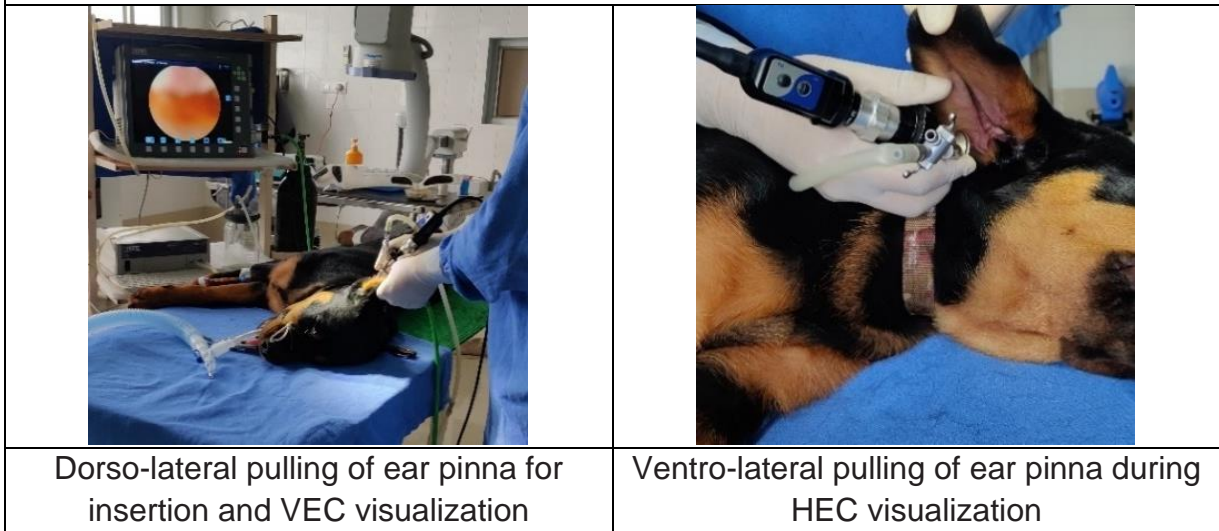 Dorso-lateral pulling of ear pinna for
insertion and VEC visualization
Ventro-lateral pulling of ear pinna during
HEC visualization